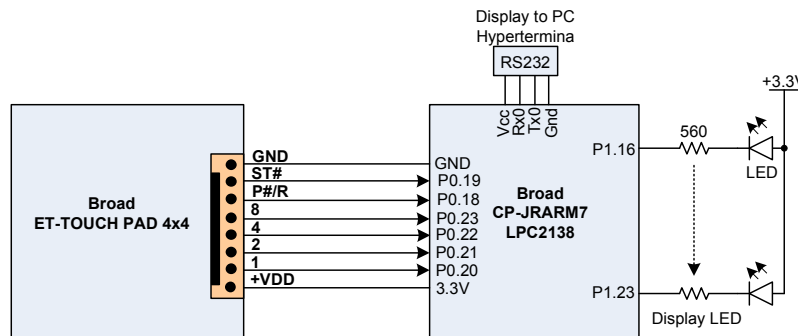 Display to PC
Hypertermina
RS232
Vcc
Rx0
Tx0
Gnd
+3.3V
GND
ST#
P#/R
8
4
2
1
+VDD
Broad
ET-TOUCH PAD 4x4
GND
P0.19
P0.18
P0.23
P0.22
P0.21
P0.20
3.3V
Broad
CP-JRARM7
LPC2138
P1.16
P1.23
560
LED
Display LED